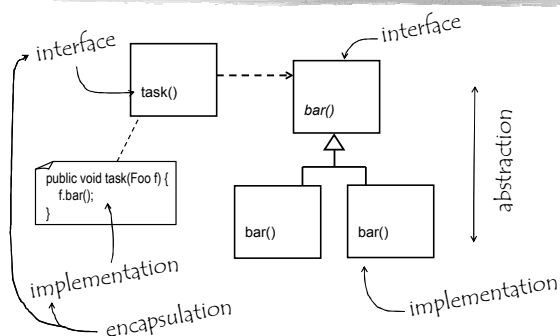 interface
interface
task()
bar()
public void task(Foo f) {
f.bar();
}
abstraction
bar()
bar()
implementation
implementation
encapsulation